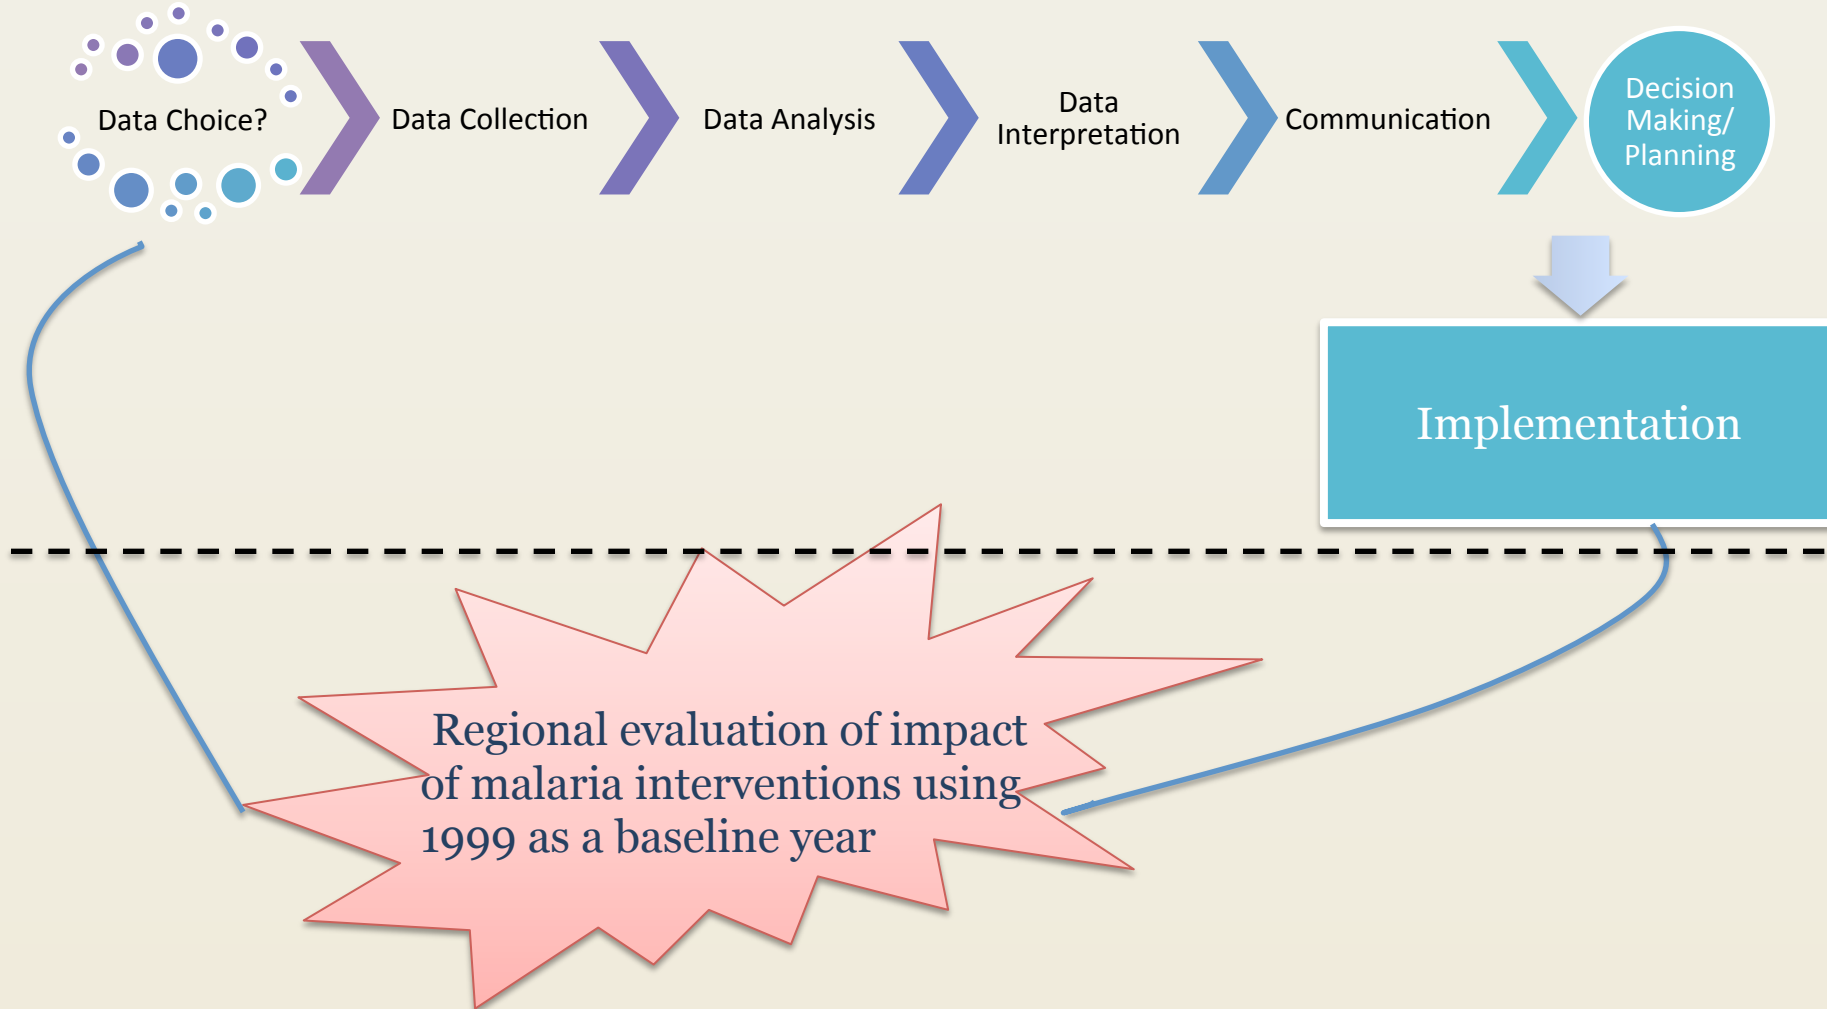 Data Choice?
Data Collection
Data Analysis
Data
Interpretation
Communication
Decision
Making/
Planning
Implementation
Regional evaluation of impact
of malaria interventions using
1999 as a baseline year